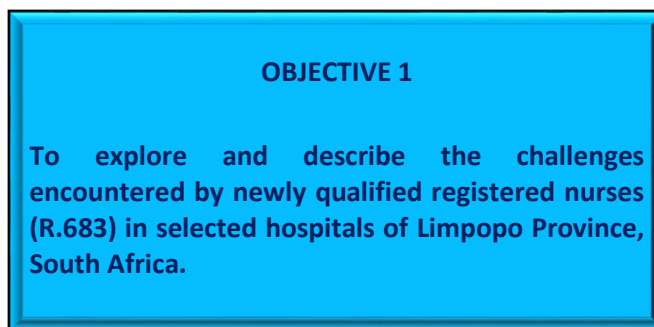 OBJECTIVE 1
To explore and describe the challenges
encountered by newly qualified registered nurses
(R.683) in selected hospitals of Limpopo Province,
South Africa.